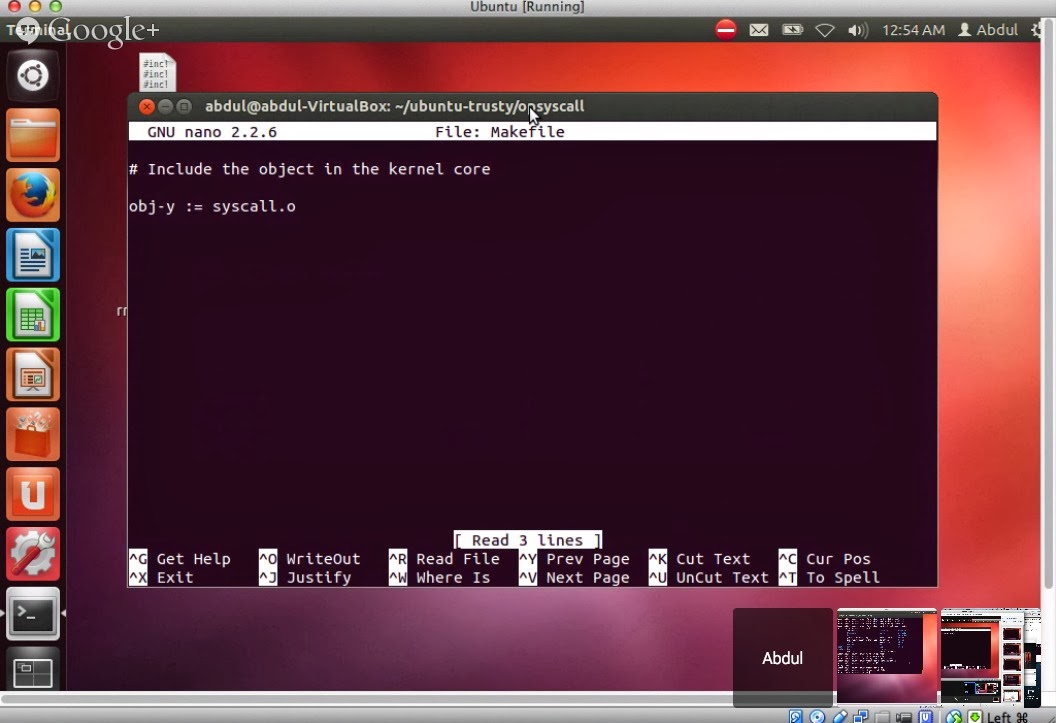 Ubuntu [Running]
Google+
12:54 AM Abdul
#incl
#incl
#incl
abdul@abdul-VirtualBox: ~/ubuntu-trusty/opsyscall
GNU nano 2.2.6 File: Makefile
# Include the object in the kernel core
obj-y := syscall.o
[ Read 3 lines ]
^G Get Help ^O WriteOut ^R Read File ^Y Prev Page ^K Cut Text ^C Cur Pos
^X Exit ^J Justify ^W Where Is ^V Next Page ^U UnCut Text ^T To Spell
Abdul
Left ⌘